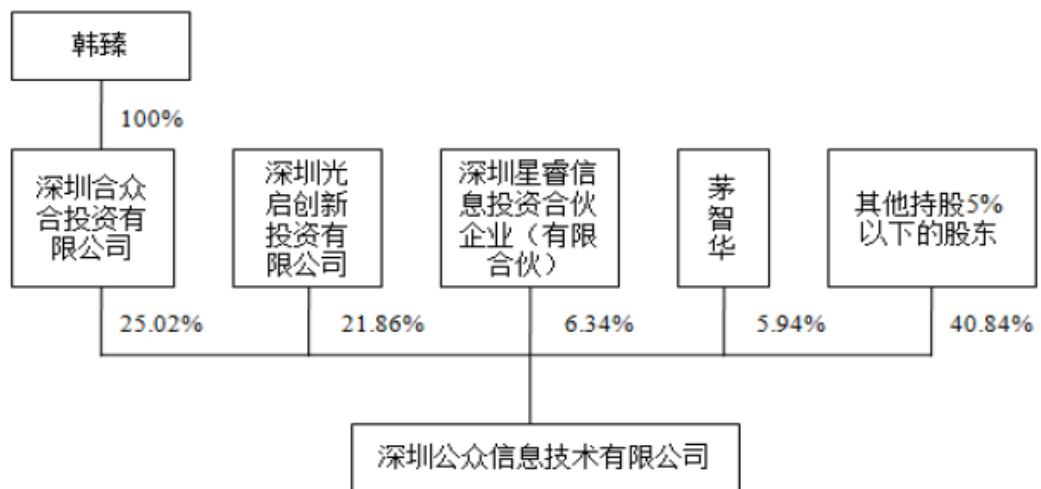 韩臻
100%
深圳合众
合投资有
限公司
深圳光
启创新
投资有
限公司
深圳星睿信
息投资合伙
企业（有限
合伙）
茅
智
华
其他持股5%
以下的股东
25.02%
21.86%
6.34%
5.94%
40.84%
深圳公众信息技术有限公司